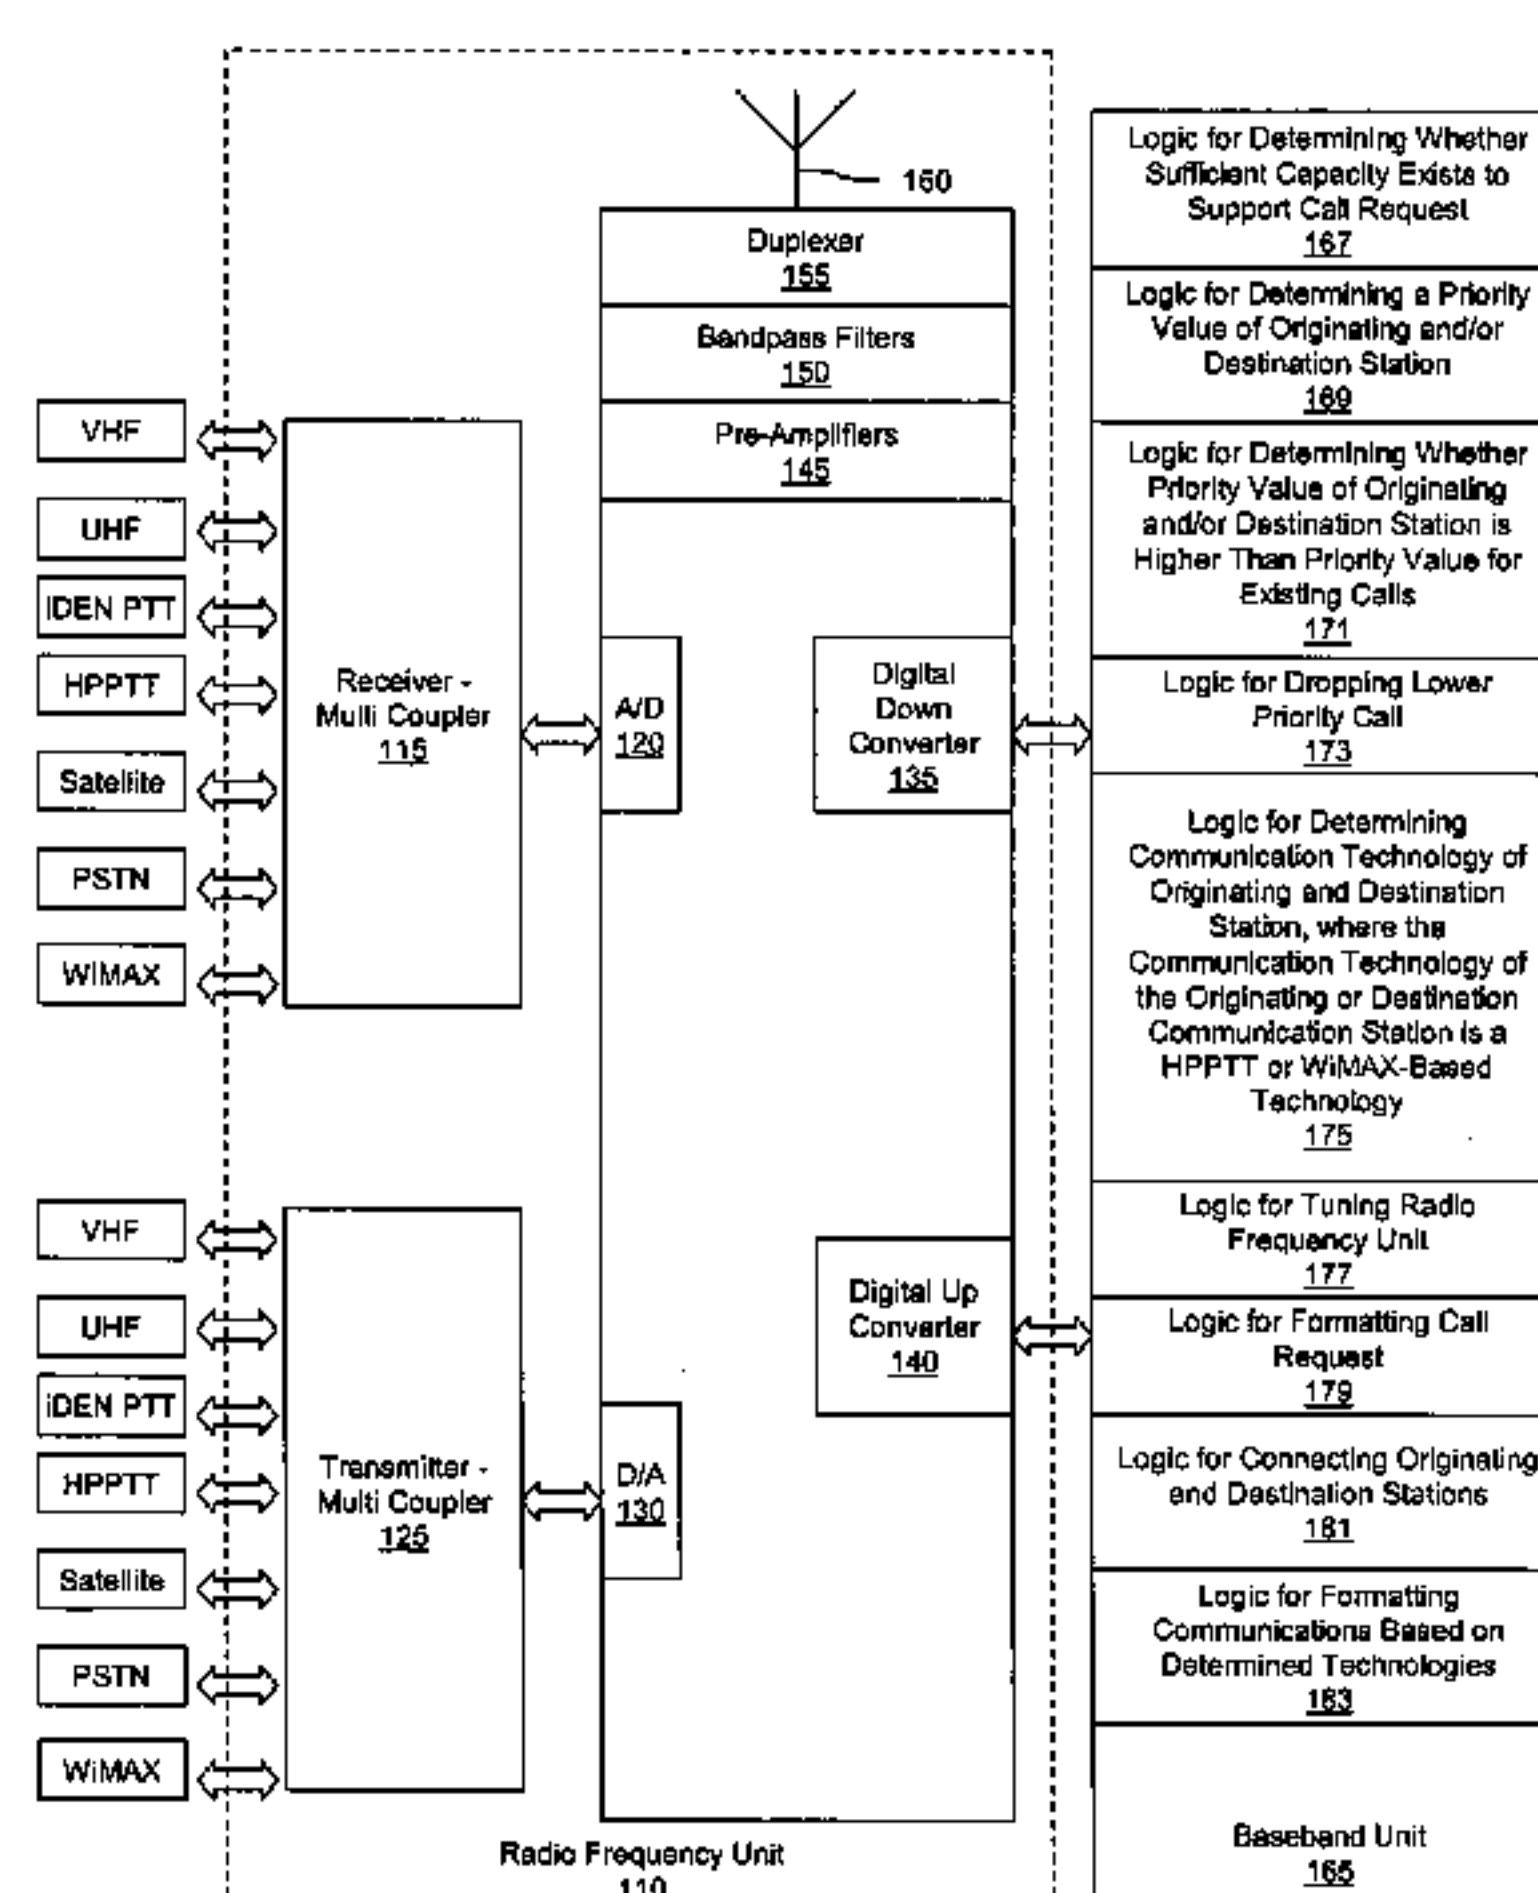 160
Duplexer
155
Bandpass Filters
150
Pre-Amplifiers
145
VHF
UHF
IDEN PTT
HPPTT
Satellite
PSTN
WIMAX
Receiver -
Multi Coupler
115
A/D
120
Digital
Down
Converter
135
VHF
UHF
iDEN PTT
HPPTT
Satellite
PSTN
WiMAX
Transmitter -
Multi Coupler
125
D/A
130
Digital Up
Converter
140
Radio Frequency Unit
110
Logic for Determining Whether
Sufficient Capacity Exists to
Support Call Request
167
Logic for Determining a Priority
Value of Originating and/or
Destination Station
169
Logic for Determining Whether
Priority Value of Originating
and/or Destination Station is
Higher Than Priority Value for
Existing Calls
171
Logic for Dropping Lower
Priority Call
173
Logic for Determining
Communication Technology of
Originating and Destination
Station, where the
Communication Technology of
the Originating or Destination
Communication Station is a
HPPTT or WiMAX-Based
Technology
175
Logic for Tuning Radio
Frequency Unit
177
Logic for Formatting Call
Request
179
Logic for Connecting Originating
and Destination Stations
181
Logic for Formatting
Communications Based on
Determined Technologies
183
Baseband Unit
165